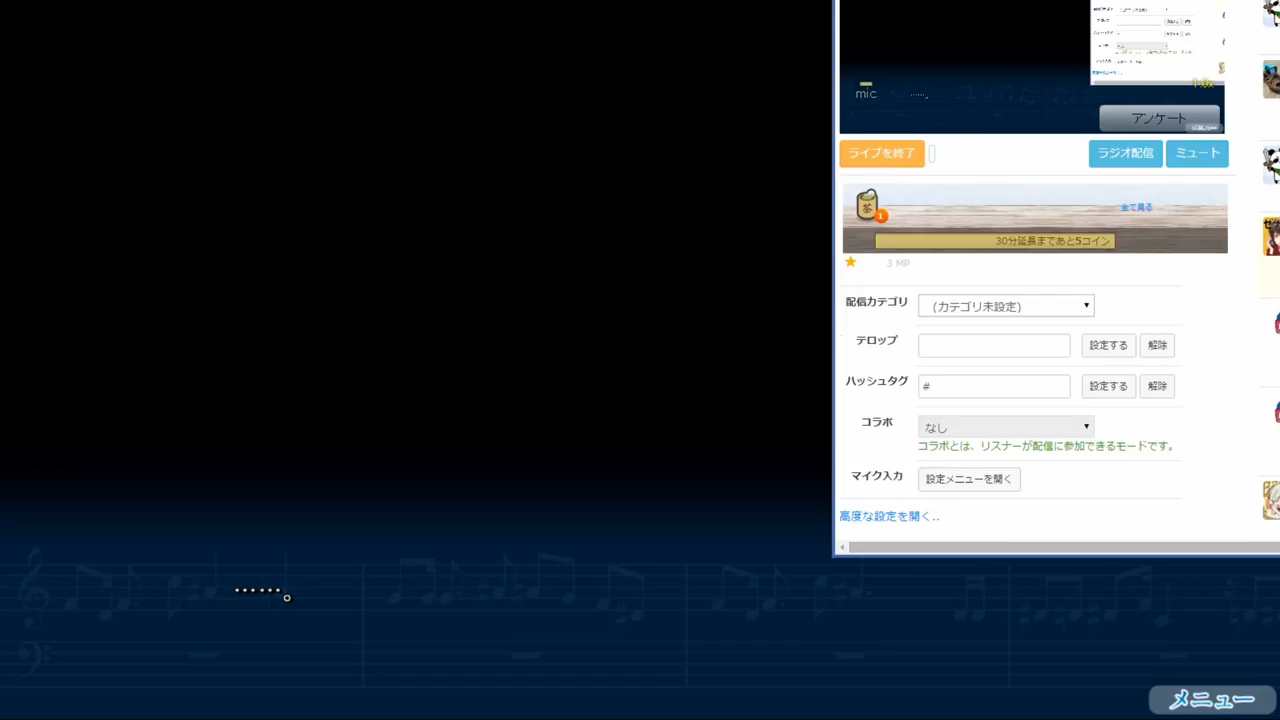 mic
……。
1.0x
アンケート
ライブを終了
ラジオ配信
ミュート
茶
1
全て見る
30分延長まであと5コイン
3 MP
配信カテゴリ
(カテゴリ未設定)
テロップ
設定する
解除
ハッシュタグ
#
設定する
解除
コラボ
なし
コラボとは、リスナーが配信に参加できるモードです。
マイク入力
設定メニューを開く
高度な設定を開く..
……。
メニュー